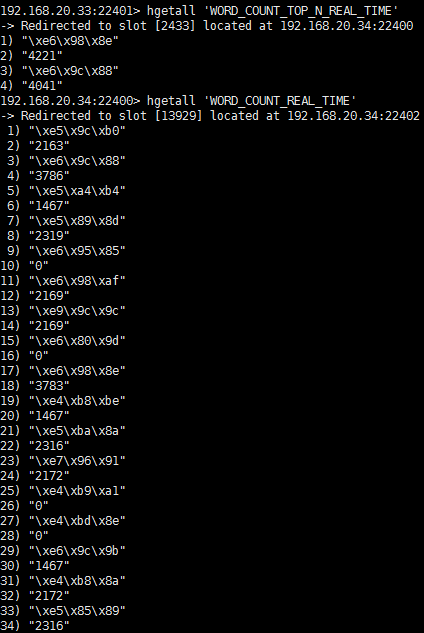 192.168.20.33:22401> hgetall 'WORD_COUNT_TOP_N_REAL_TIME'
-> Redirected to slot [2433] located at 192.168.20.34:22400
1) "\xe6\x98\x8e"
2) "4221"
3) "\xe6\x9c\x88"
4) "4041"
192.168.20.34:22400> hgetall 'WORD_COUNT_REAL_TIME'
-> Redirected to slot [13929] located at 192.168.20.34:22402
1) "\xe5\x9c\xb0"
2) "2163"
3) "\xe6\x9c\x88"
4) "3786"
5) "\xe5\xa4\xb4"
6) "1467"
7) "\xe5\x89\x8d"
8) "2319"
9) "\xe6\x95\x85"
10) "0"
11) "\xe6\x98\xaf"
12) "2169"
13) "\xe9\x9c\x9c"
14) "2169"
15) "\xe6\x80\x9d"
16) "0"
17) "\xe6\x98\x8e"
18) "3783"
19) "\xe4\xb8\xbe"
20) "1467"
21) "\xe5\xba\x8a"
22) "2316"
23) "\xe7\x96\x91"
24) "2172"
25) "\xe4\xb9\xa1"
26) "0"
27) "\xe4\xbd\x8e"
28) "0"
29) "\xe6\x9c\x9b"
30) "1467"
31) "\xe4\xb8\x8a"
32) "2172"
33) "\xe5\x85\x89"
34) "2316"